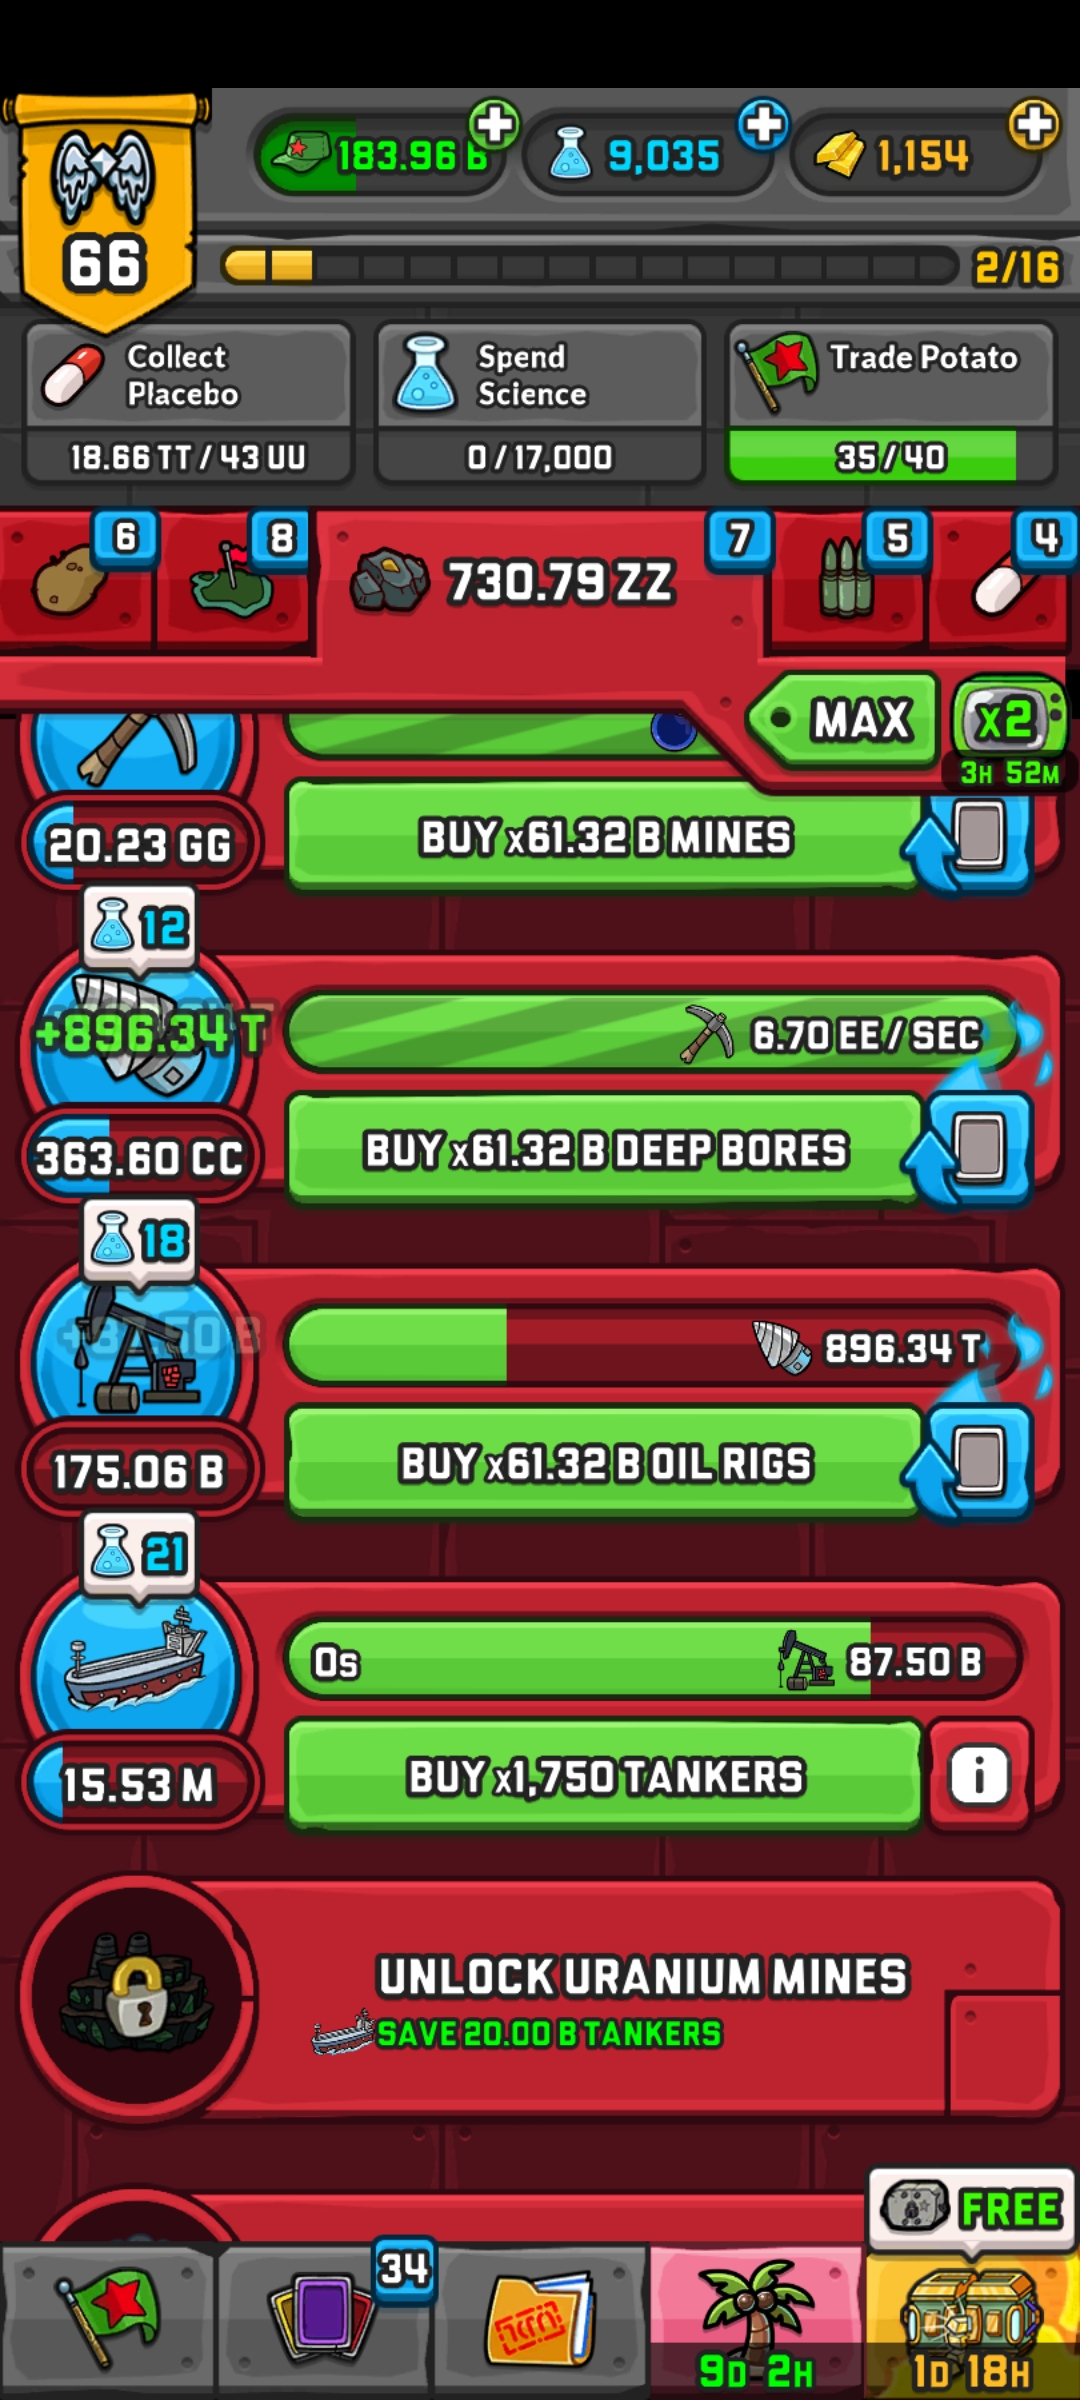 183.96 B
9,035
1,154
66
2/16
Collect
Placebo
Spend
Science
Trade Potato
18.66 TT / 43 UU
0 / 17,000
35 / 40
6
8
730.79 ZZ
7
5
4
MAX
x2
3H 52M
20.23 GG
BUY x61.32 B MINES
12
+896.34 T
6.70 EE / SEC
363.60 CC
BUY x61.32 B DEEP BORES
18
896.34 T
175.06 B
BUY x61.32 B OIL RIGS
21
0s
87.50 B
15.53 M
BUY x1,750 TANKERS
i
UNLOCK URANIUM MINES
SAVE 20.00 B TANKERS
FREE
34
9D 2H
1D 18H